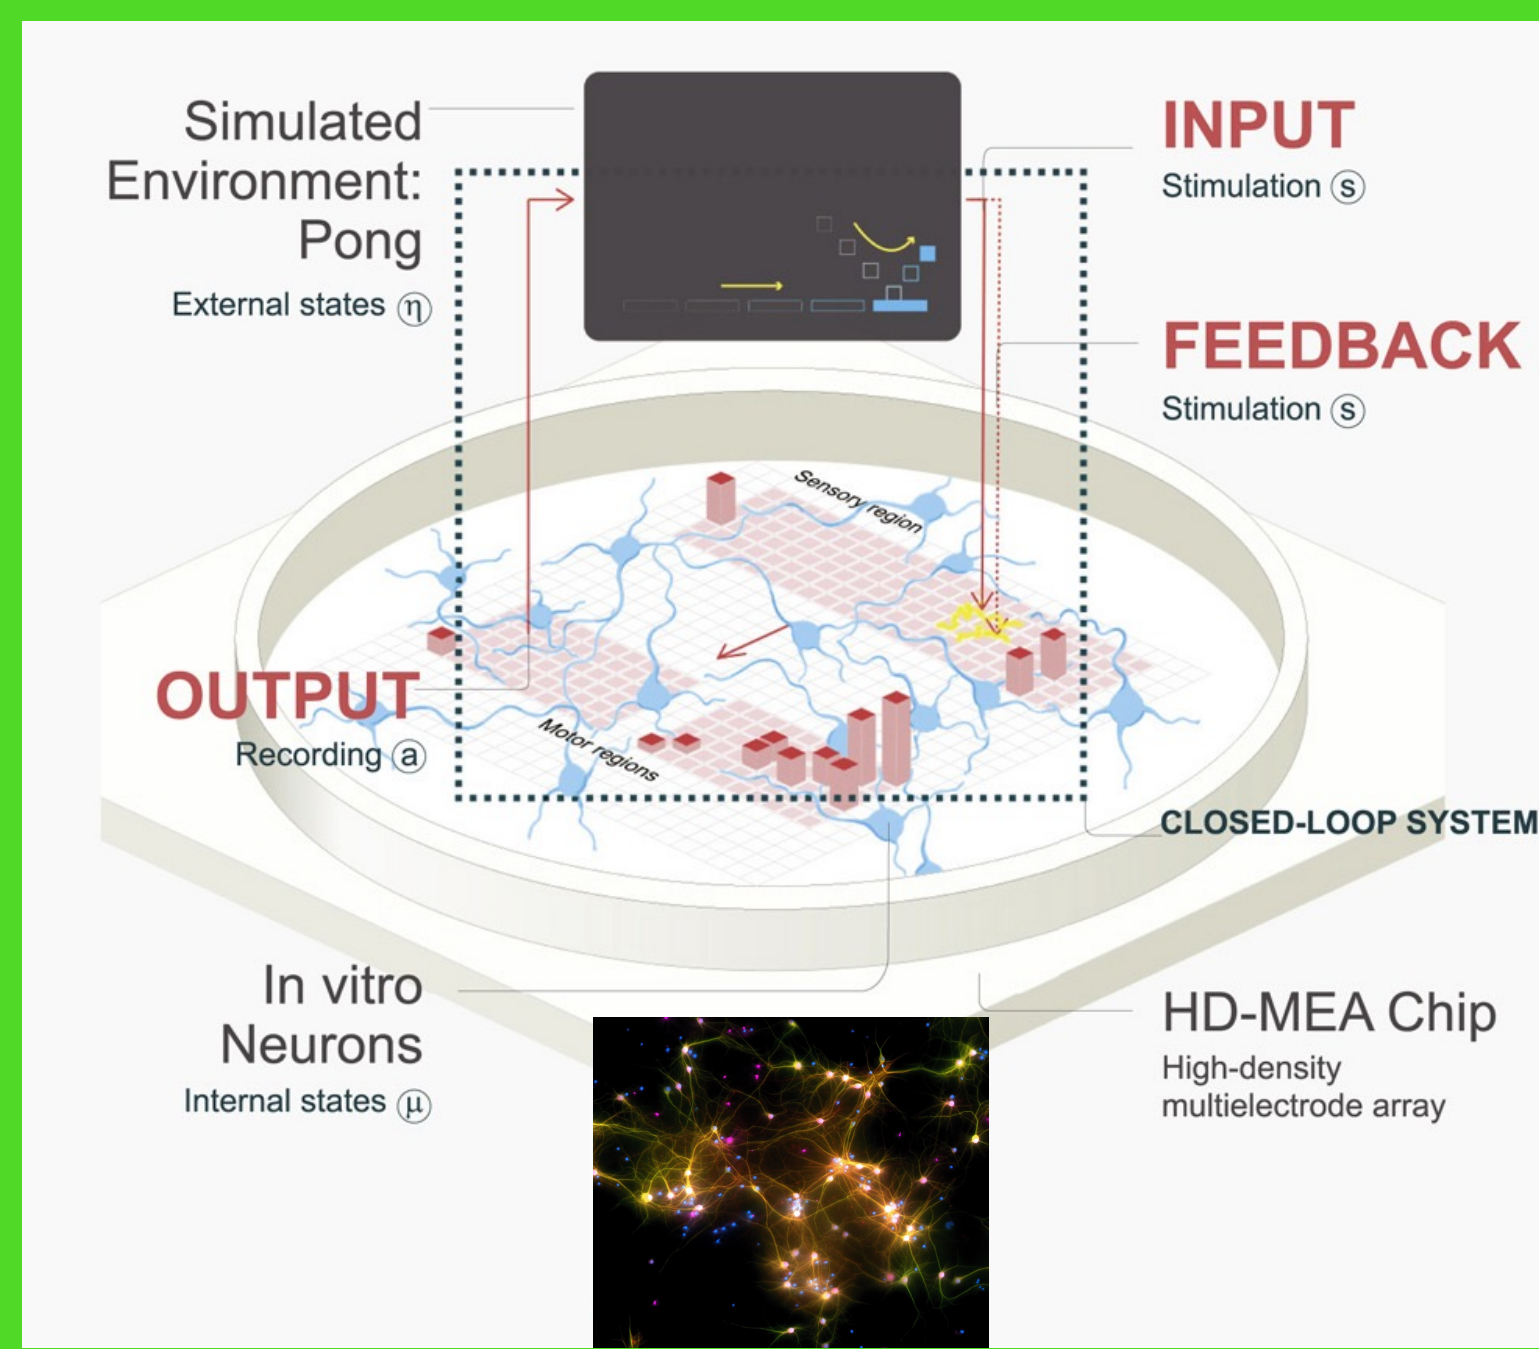 Simulated
Environment:
Pong
External states η
INPUT
Stimulation s
FEEDBACK
Stimulation s
Sensory region
OUTPUT
Recording a
Motor regions
CLOSED-LOOP SYSTEM
In vitro
Neurons
Internal states μ
HD-MEA Chip
High-density
multielectrode array